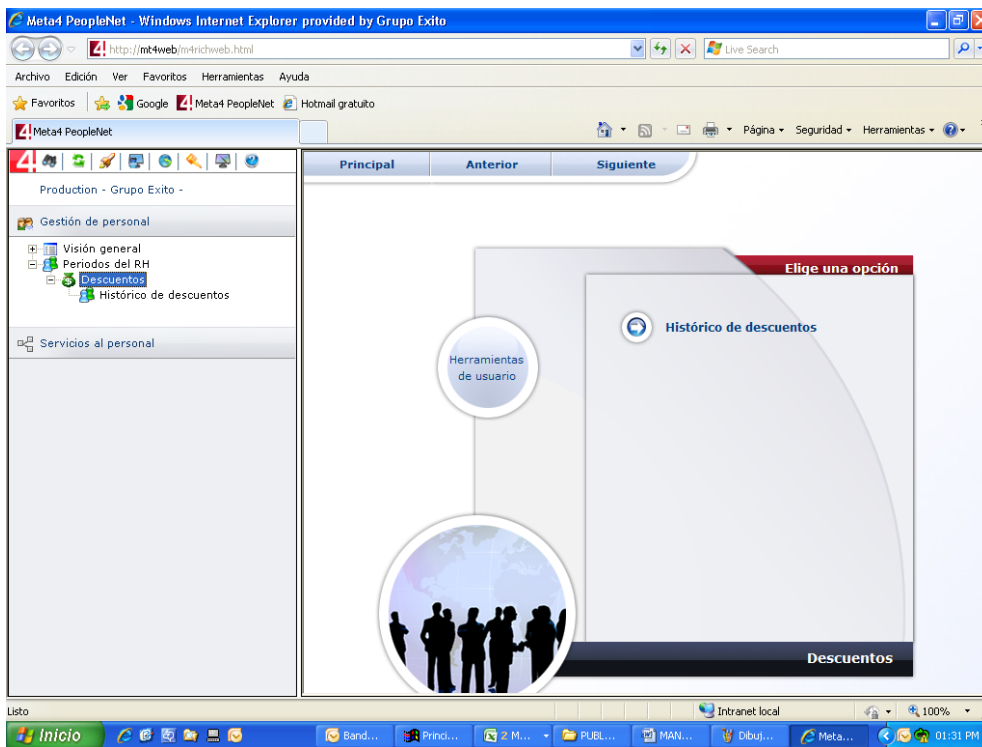 Meta4 PeopleNet - Windows Internet Explorer provided by Grupo Exito
http://mt4web/m4richweb.html
Live Search
Archivo Edición Ver Favoritos Herramientas Ayuda
Favoritos Google Meta4 PeopleNet Hotmail gratuito
Meta4 PeopleNet
Página Seguridad Herramientas
Principal Anterior Siguiente
Production - Grupo Exito -
Gestión de personal
Visión general
Periodos del RH
Descuentos
Histórico de descuentos
Servicios al personal
Elige una opción
Histórico de descuentos
Herramientas
de usuario
Descuentos
Listo
Intranet local
100%
Inicio
Band...
Princi...
2 M...
PUBL...
MAN...
Dibuj...
Meta...
01:31 PM